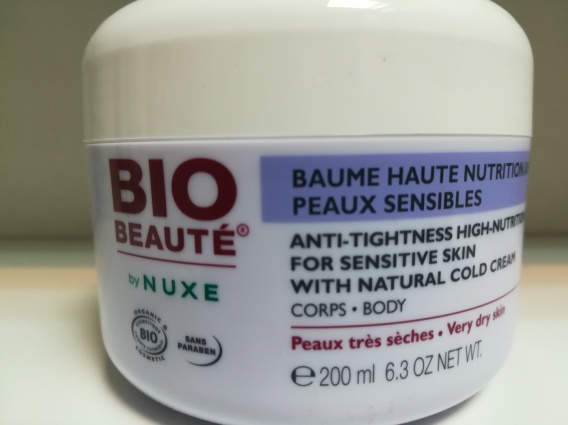 BIO
BEAUTÉ®
by NUXE
ORGANIC
BIO
COSMETIC
SANS
PARABEN
BAUME HAUTE NUTRITION
PEAUX SENSIBLES
ANTI-TIGHTNESS HIGH-NUTRITION
FOR SENSITIVE SKIN
WITH NATURAL COLD CREAM
CORPS • BODY
Peaux très sèches • Very dry skin
e 200 ml 6.3 OZ NET WT.